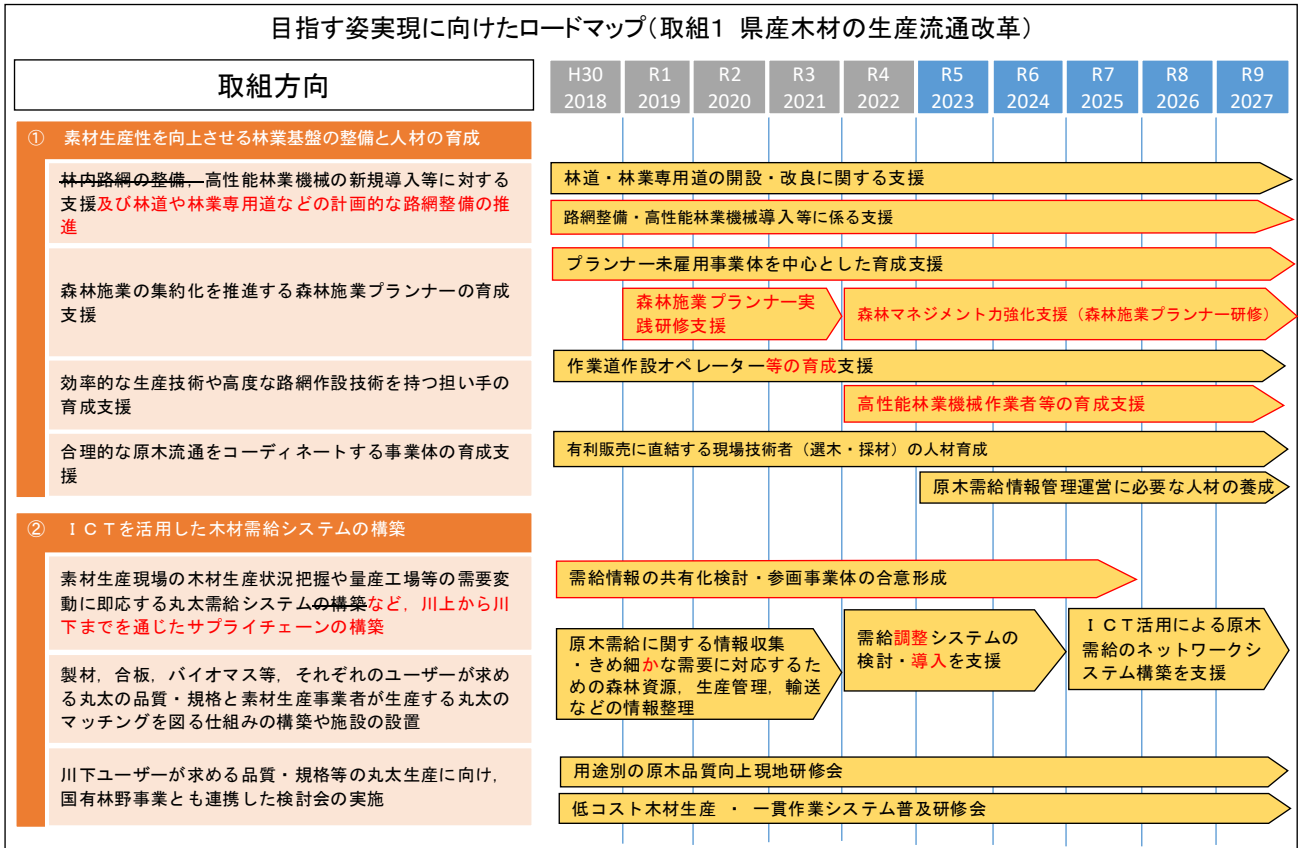 目指す姿実現に向けたロードマップ(取組1 県産木材の生産流通改革)
取組方向
H30 R1 R2 R3 R4 R5 R6 R7 R8 R9
2018 2019 2020 2021 2022 2023 2024 2025 2026 2027
① 素材生産性を向上させる林業基盤の整備と人材の育成
林内路網の整備,高性能林業機械の新規導入等に対する
支援及び林道や林業専用道などの計画的な路網整備の推
進
林道・林業専用道の開設・改良に関する支援
路網整備・高性能林業機械導入等に係る支援
森林施業の集約化を推進する森林施業プランナーの育成
支援
プランナー未雇用事業体を中心とした育成支援
森林施業プランナー実
践研修支援
森林マネジメント力強化支援(森林施業プランナー研修)
効率的な生産技術や高度な路網作設技術を持つ担い手の
育成支援
作業道作設オペレーター等の育成支援
高性能林業機械作業者等の育成支援
合理的な原木流通をコーディネートする事業体の育成支
援
有利販売に直結する現場技術者(選木・採材)の人材育成
原木需給情報管理運営に必要な人材の養成
② ICTを活用した木材需給システムの構築
素材生産現場の木材生産状況把握や量産工場等の需要変
動に即応する丸太需給システムの構築など,川上から川
下までを通じたサプライチェーンの構築
需給情報の共有化検討・参画事業体の合意形成
製材,合板,バイオマス等,それぞれのユーザーが求め
る丸太の品質・規格と素材生産事業者が生産する丸太の
マッチングを図る仕組みの構築や施設の設置
原木需給に関する情報収集
・きめ細かな需要に対応するた
めの森林資源,生産管理,輸送
などの情報整理
需給調整システムの
検討・導入を支援
ICT活用による原木
需給のネットワークシ
ステム構築を支援
川下ユーザーが求める品質・規格等の丸太生産に向け,
国有林野事業とも連携した検討会の実施
用途別の原木品質向上現地研修会
低コスト木材生産 ・ 一貫作業システム普及研修会